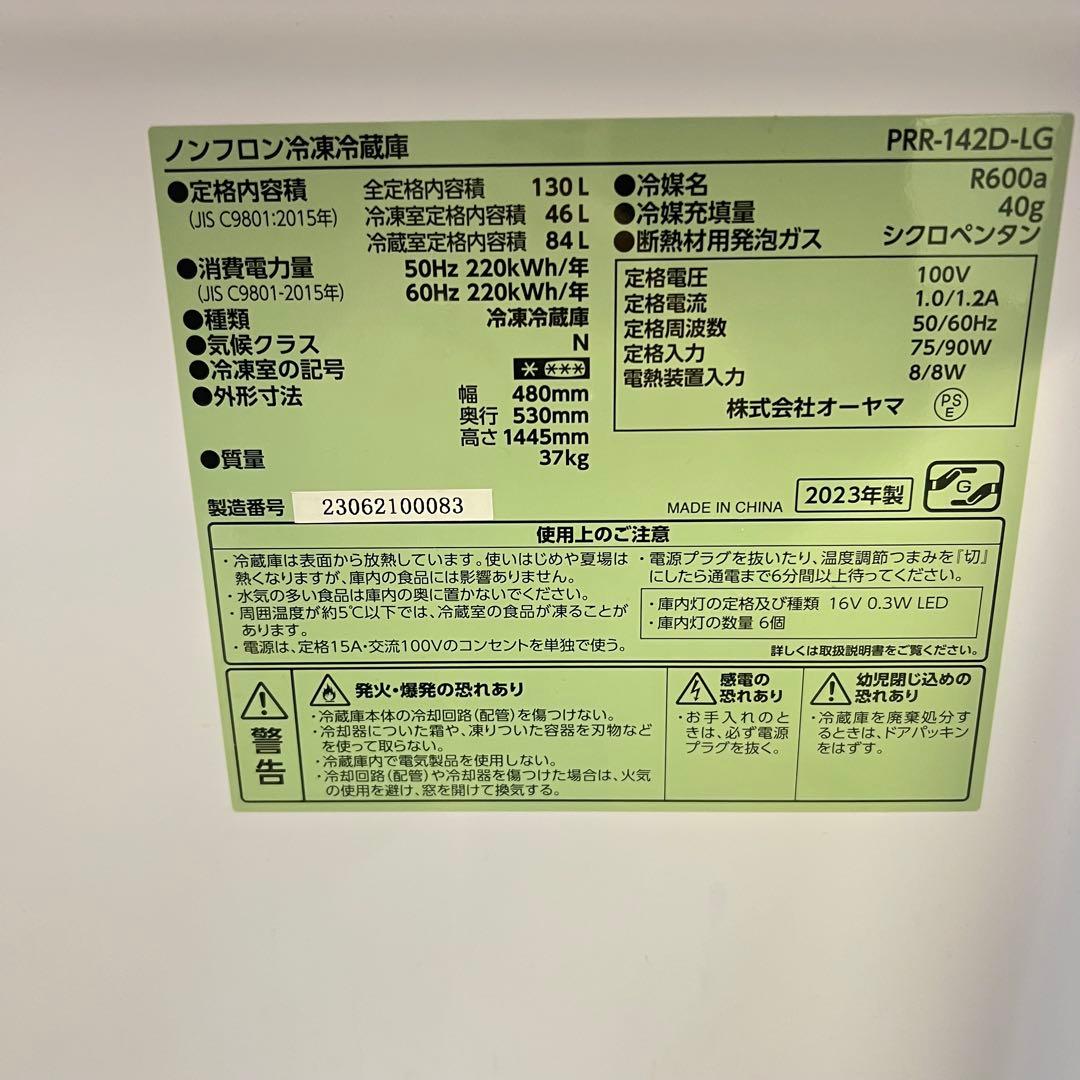 ノンフロン冷凍冷蔵庫
PRR-142D-LG
●定格内容積 全定格内容積 130L
(JIS C9801:2015年) 冷凍室定格内容積 46L
冷蔵室定格内容積 84L
●消費電力量 50Hz 220kWh/年
(JIS C9801-2015年) 60Hz 220kWh/年
●種類 冷凍冷蔵庫
●気候クラス N
●冷凍室の記号
●外形寸法 幅 480mm
奥行 530mm
高さ 1445mm
●質量 37kg
●冷媒名 R600a
●冷媒充填量 40g
●断熱材用発泡ガス シクロペンタン
定格電圧 100V
定格電流 1.0/1.2A
定格周波数 50/60Hz
定格入力 75/90W
電熱装置入力 8/8W
株式会社オーヤマ PSE
製造番号 23062100083
MADE IN CHINA 2023年製 G
使用上のご注意
・冷蔵庫は表面から放熱しています。使いはじめや夏場は
熱くなりますが、庫内の食品には影響ありません。
・水気の多い食品は庫内の奥に置かないでください。
・周囲温度が約5℃以下では、冷蔵室の食品が凍ることが
あります。
・電源は、定格15A・交流100Vのコンセントを単独で使う。
・電源プラグを抜いたり、温度調節つまみを『切』
にしたら通電まで6分間以上待ってください。
・庫内灯の定格及び種類 16V 0.3W LED
・庫内灯の数量 6個
詳しくは取扱説明書をご覧ください。
警告
発火・爆発の恐れあり
・冷蔵庫本体の冷却回路(配管)を傷つけない。
・冷却器についた霜や、凍りついた容器を刃物など
を使って取らない。
・冷蔵庫内で電気製品を使用しない。
・冷却回路(配管)や冷却器を傷つけた場合は、火気
の使用を避け、窓を開けて換気する。
感電の
恐れあり
・お手入れのと
きは、必ず電源
プラグを抜く。
幼児閉じ込めの
恐れあり
・冷蔵庫を廃棄処分す
るときは、ドアパッキン
をはずす。